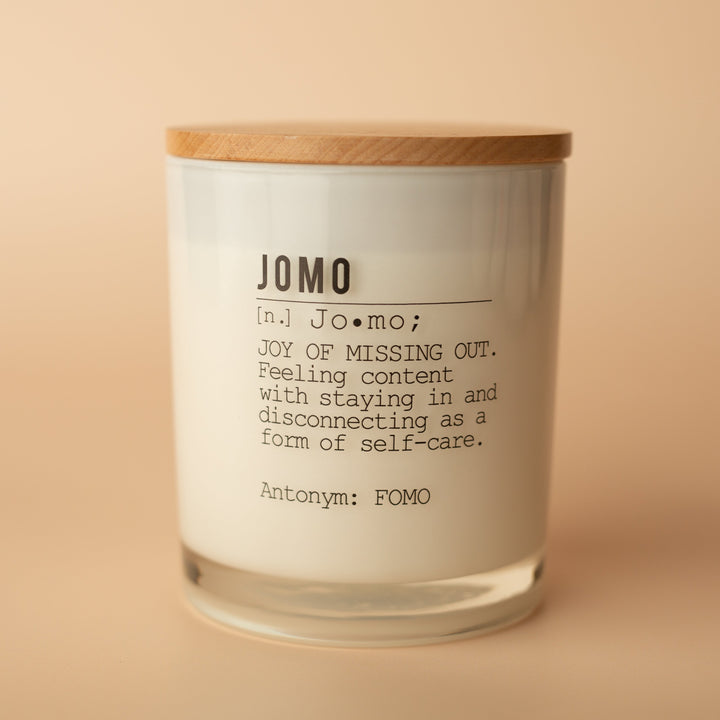 JOMO
[n.] Jo•mo;
JOY OF MISSING OUT.
Feeling content
with staying in and
disconnecting as a
form of self-care.
Antonym: FOMO